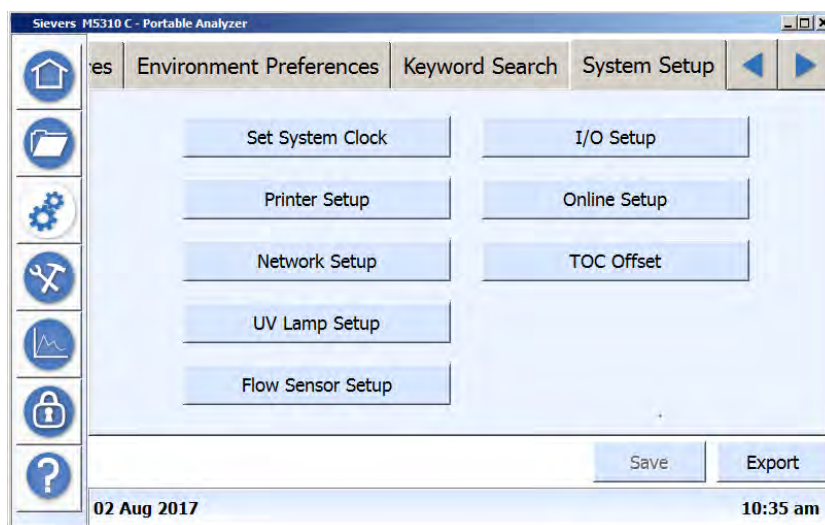 Sievers M5310 C - Portable Analyzer
es Environment Preferences Keyword Search System Setup
Set System Clock I/O Setup
Printer Setup Online Setup
Network Setup TOC Offset
UV Lamp Setup
Flow Sensor Setup
?
Save Export
02 Aug 2017 10:35 am